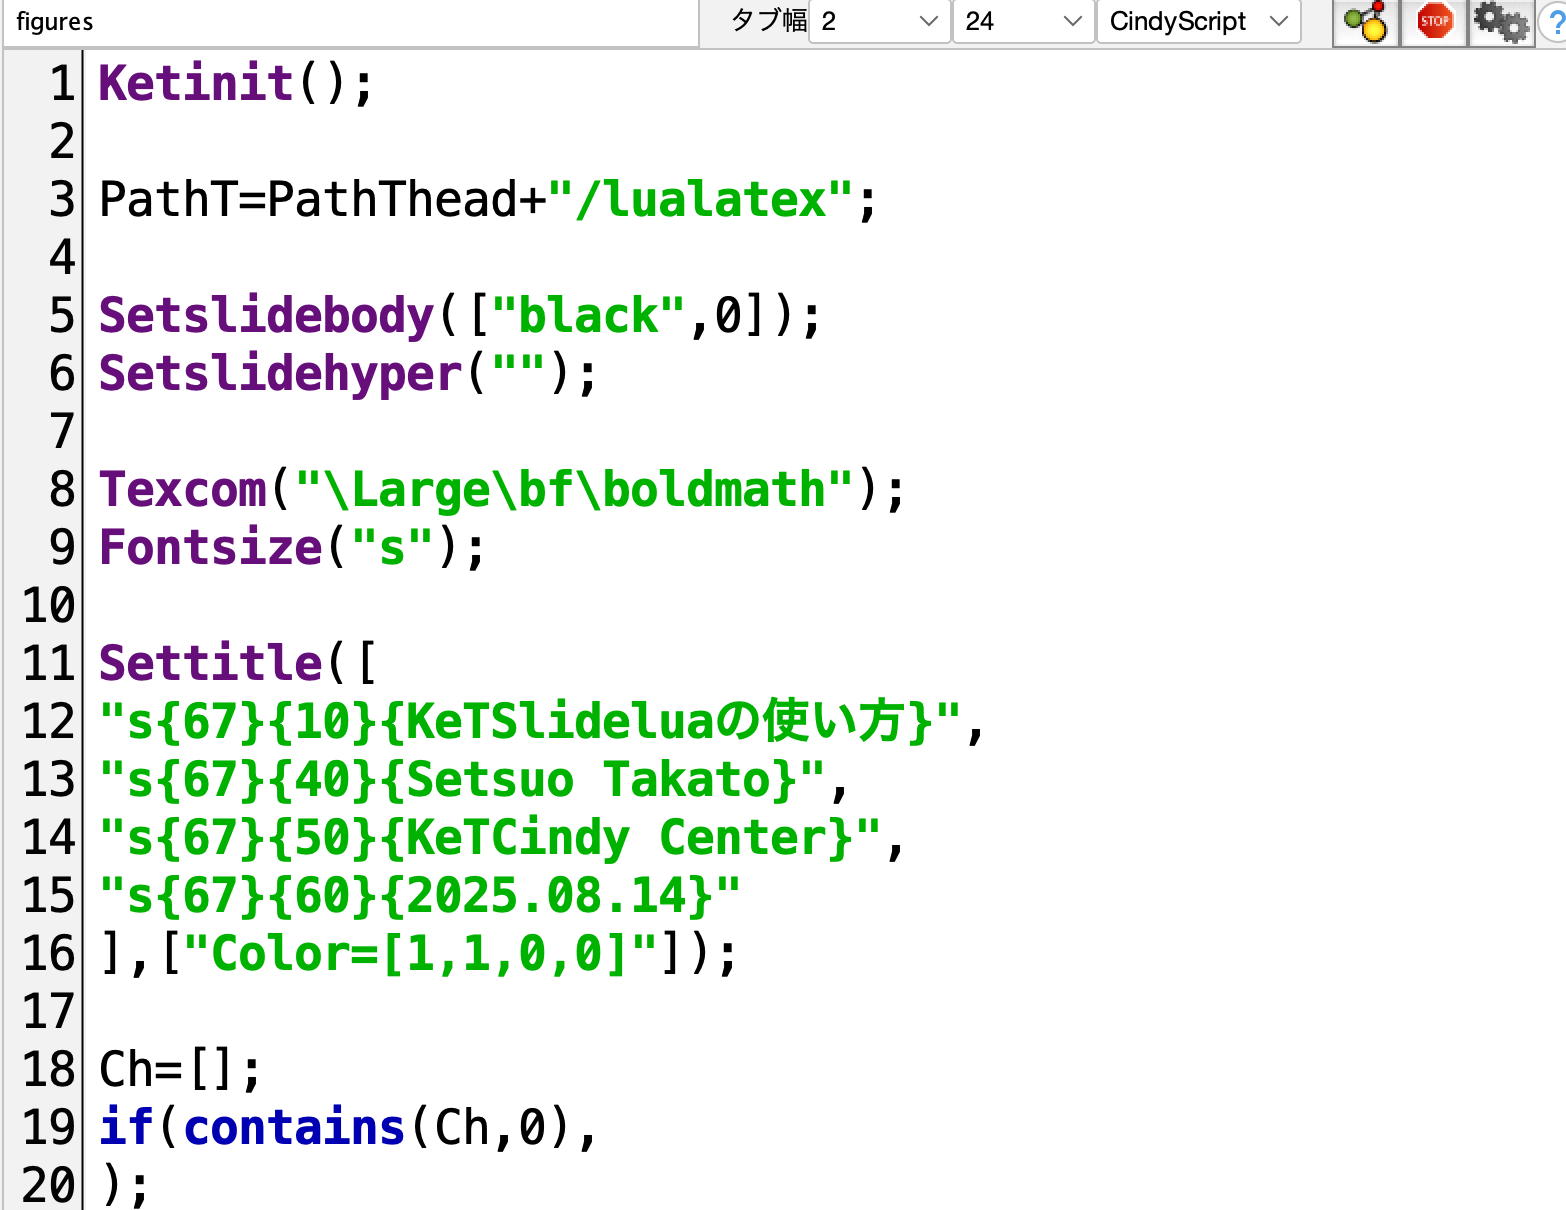 figures タブ幅 2 24 CindyScript STOP ?
1 Ketinit();
2
3 PathT=PathThead+"/lualatex";
4
5 Setslidebody(["black",0]);
6 Setslidehyper("");
7
8 Texcom("\Large\bf\boldmath");
9 Fontsize("s");
10
11 Settitle([
12 "s{67}{10}{KeTSlideluaの使い方}",
13 "s{67}{40}{Setsuo Takato}",
14 "s{67}{50}{KeTCindy Center}",
15 "s{67}{60}{2025.08.14}"
16 ],["Color=[1,1,0,0]"]);
17
18 Ch=[];
19 if(contains(Ch,0),
20 );